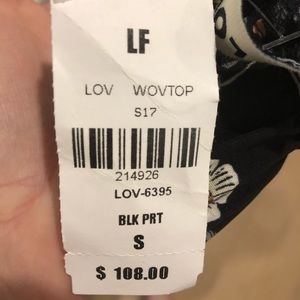 LF
LOV WOVTOP
S17
214926
LOV-6395
BLK PRT
S
$ 108.00